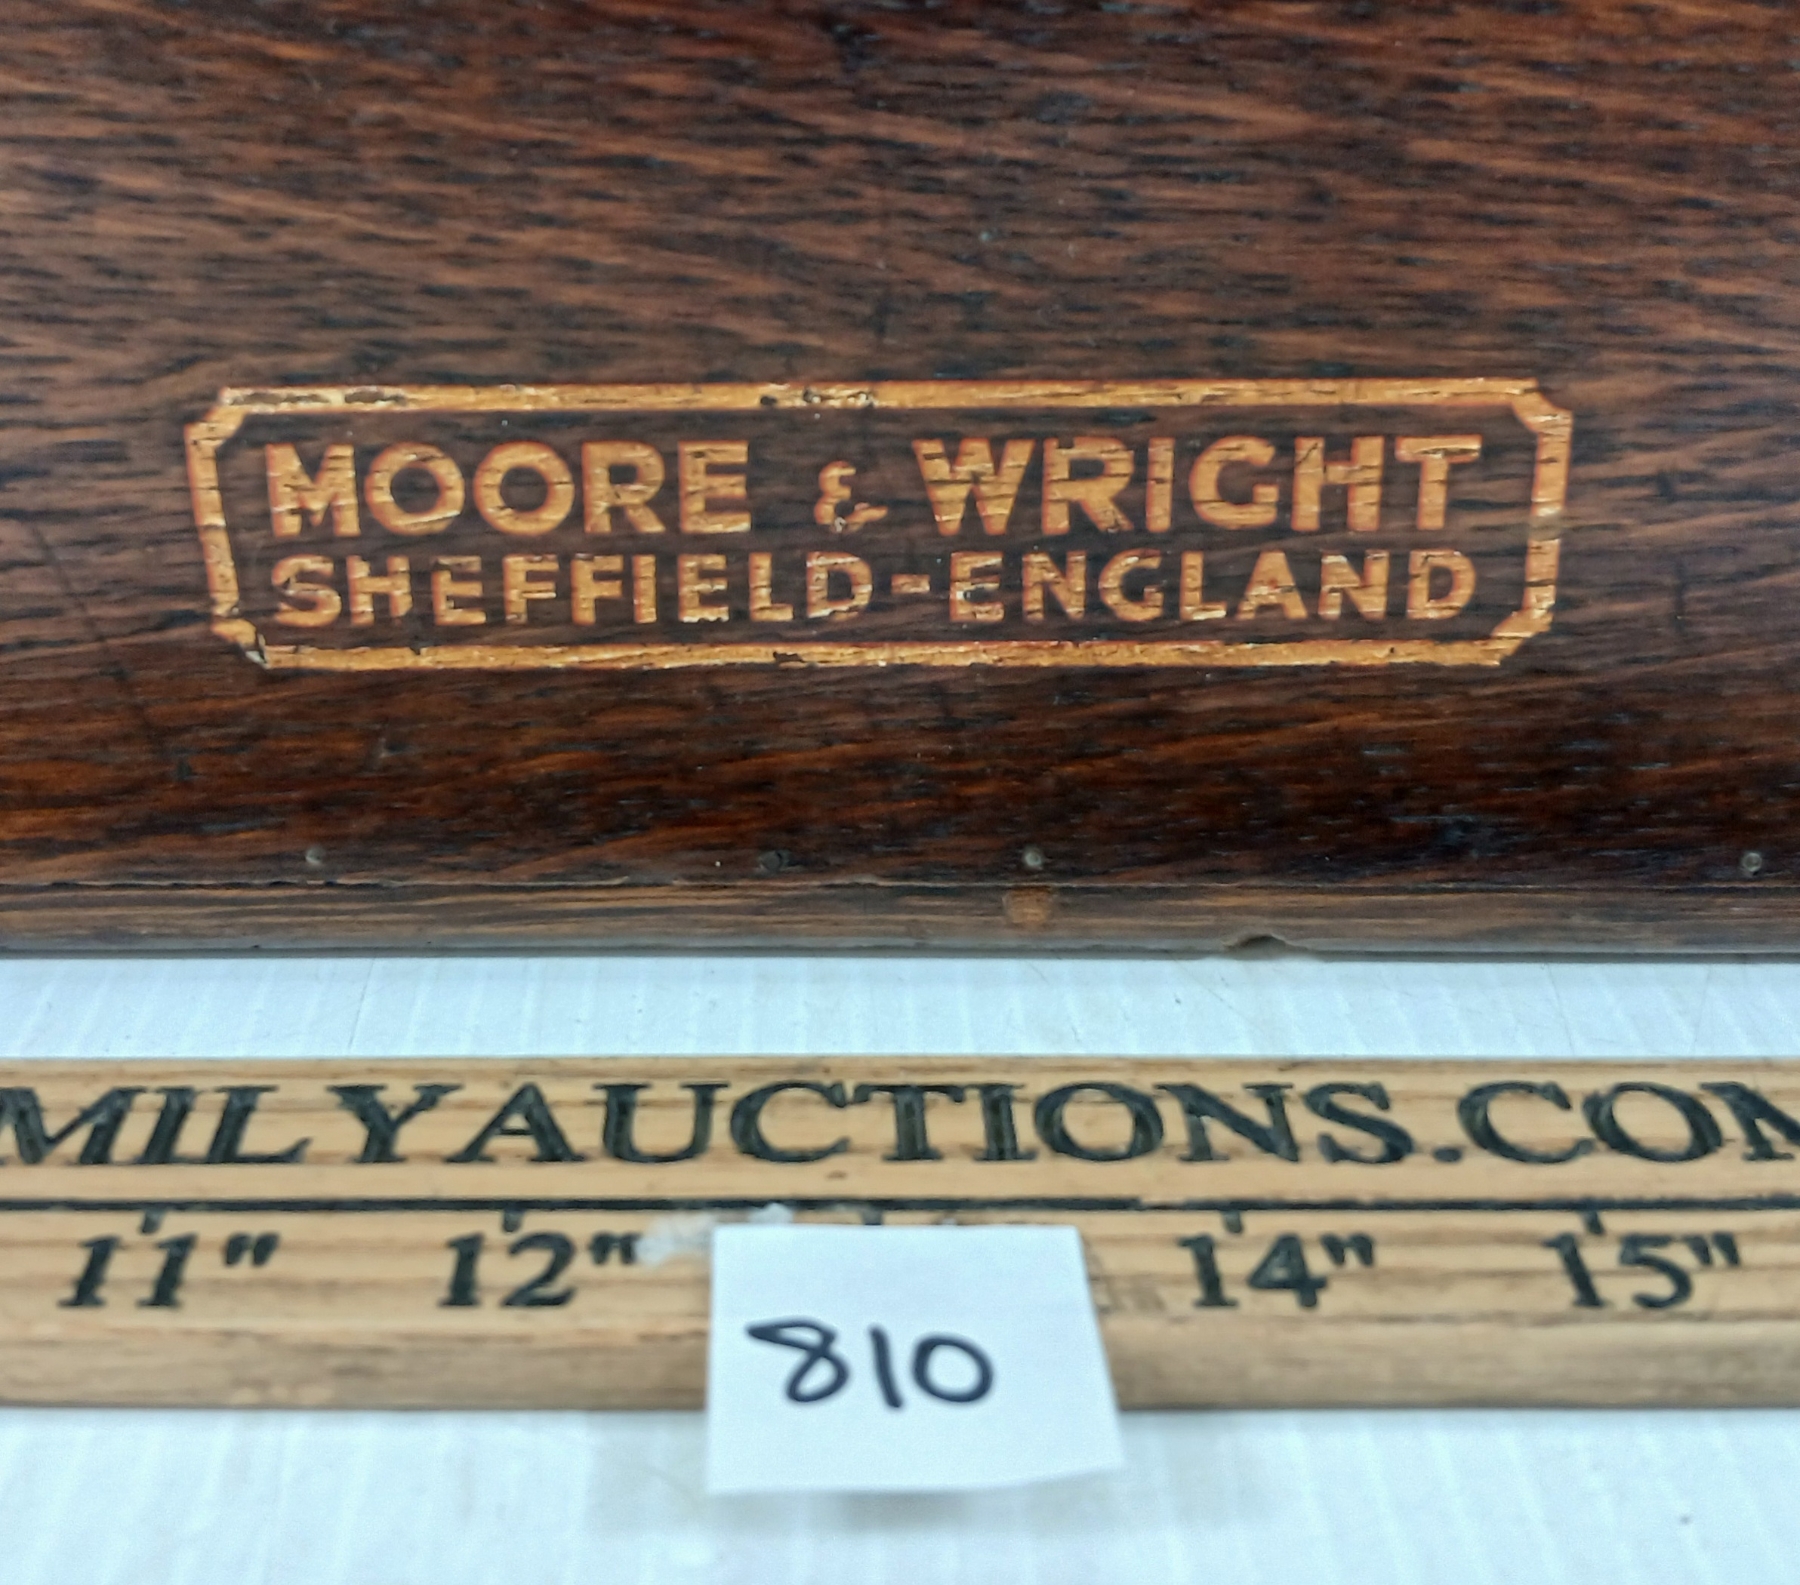 MOORE & WRIGHT
SHEFFIELD-ENGLAND
MILYAUCTIONS.COM
11" 12" 14" 15"
810